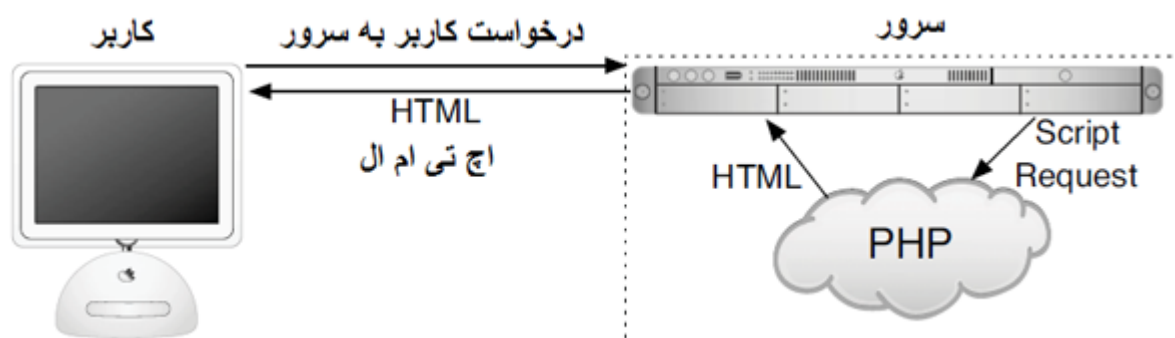 کاربر
درخواست کاربر به سرور
سرور
HTML
اچ تی ام ال
HTML
Script
Request
PHP